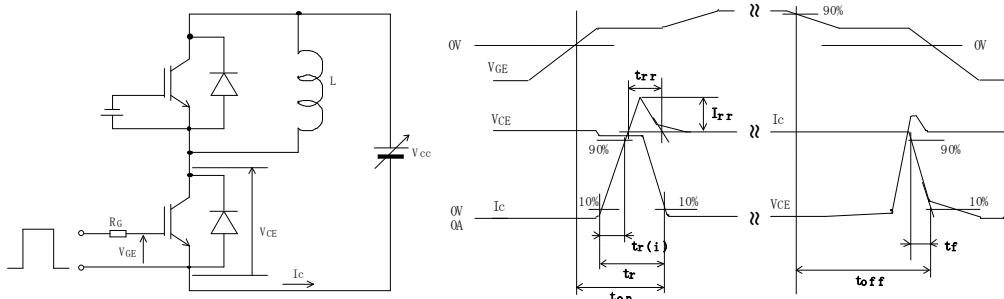 L
Vcc
RG
VGE
VCE
Ic
0V
VGE
trr
Irr
VCE
90%
10%
10%
0V
0A
Ic
tr(i)
tr
ton
90%
0V
Ic
90%
VCE
10%
tf
toff